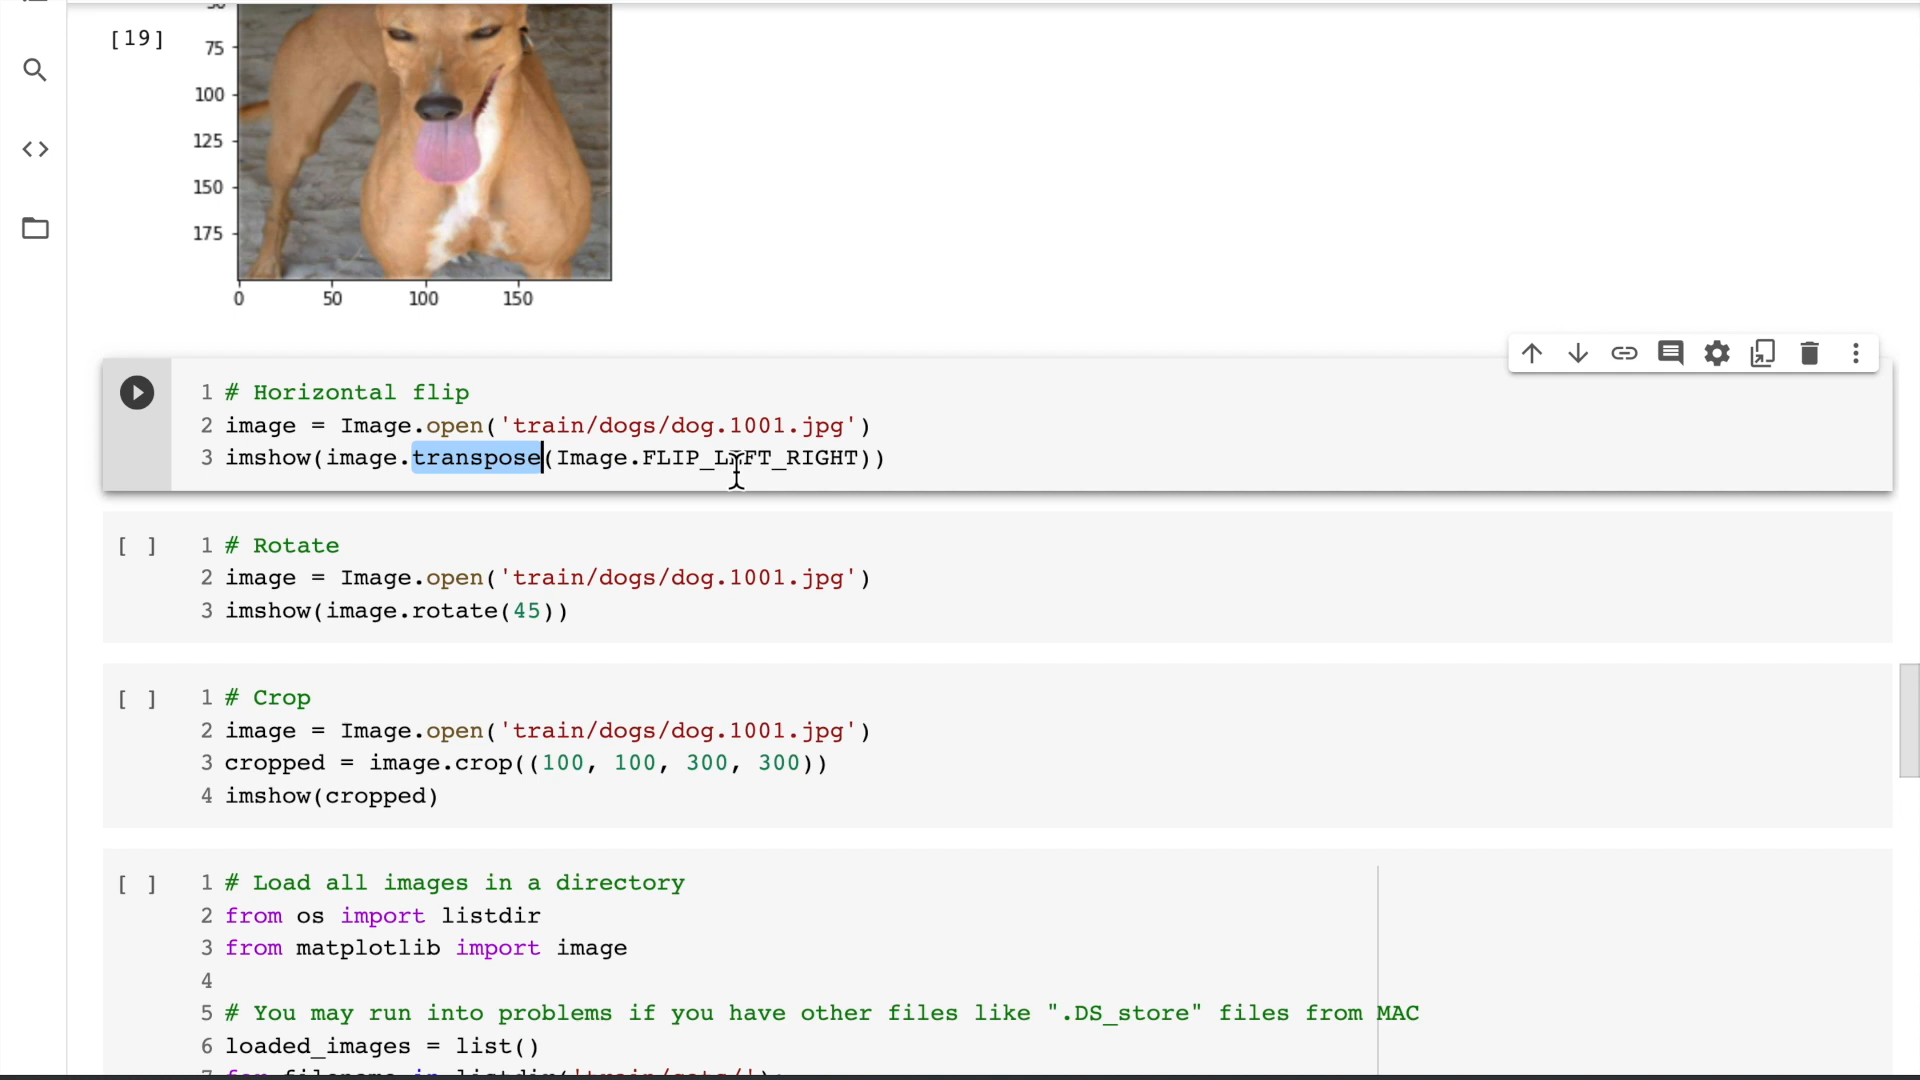 [19]
75
100
125
150
175
0 50 100 150
1 # Horizontal flip
2 image = Image.open('train/dogs/dog.1001.jpg')
3 imshow(image.transpose(Image.FLIP_LEFT_RIGHT))
[ ] 1 # Rotate
2 image = Image.open('train/dogs/dog.1001.jpg')
3 imshow(image.rotate(45))
[ ] 1 # Crop
2 image = Image.open('train/dogs/dog.1001.jpg')
3 cropped = image.crop((100, 100, 300, 300))
4 imshow(cropped)
[ ] 1 # Load all images in a directory
2 from os import listdir
3 from matplotlib import image
4
5 # You may run into problems if you have other files like ".DS_store" files from MAC
6 loaded_images = list()